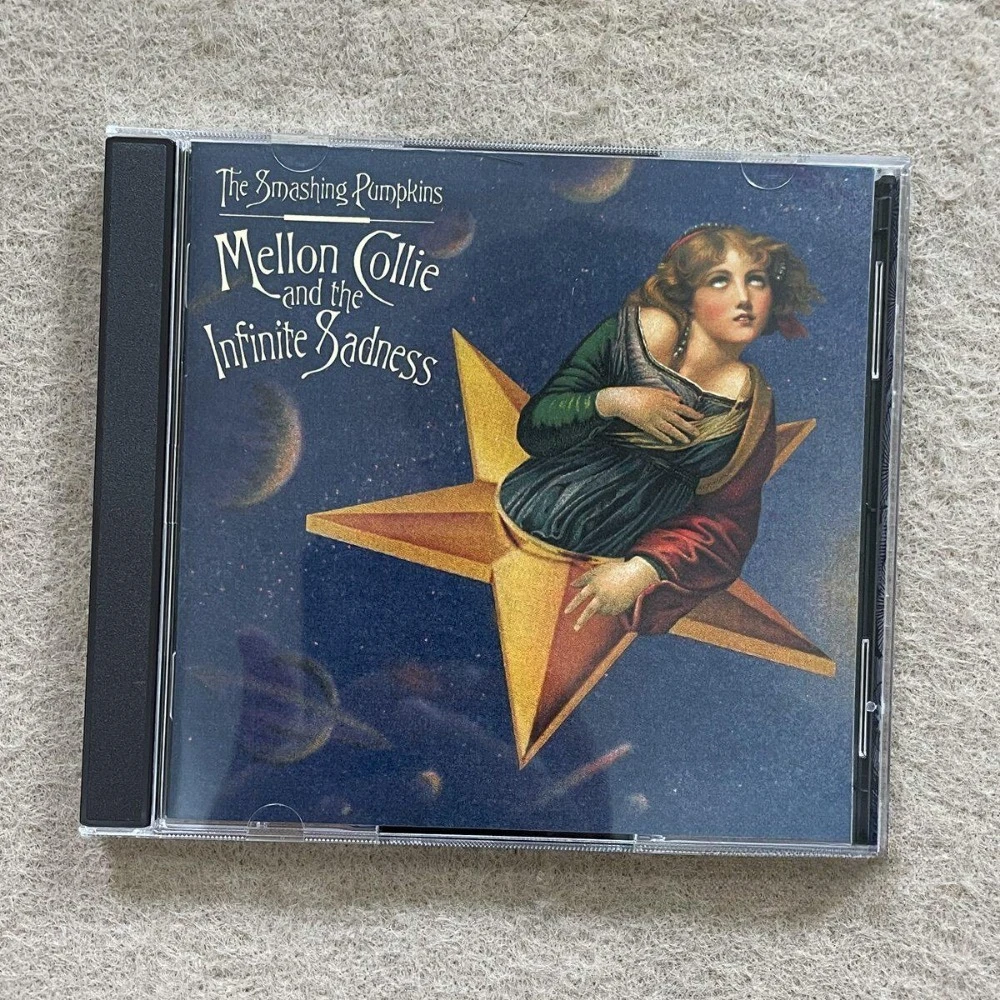 The Smashing Pumpkins
Mellon Collie
and the
Infinite Sadness